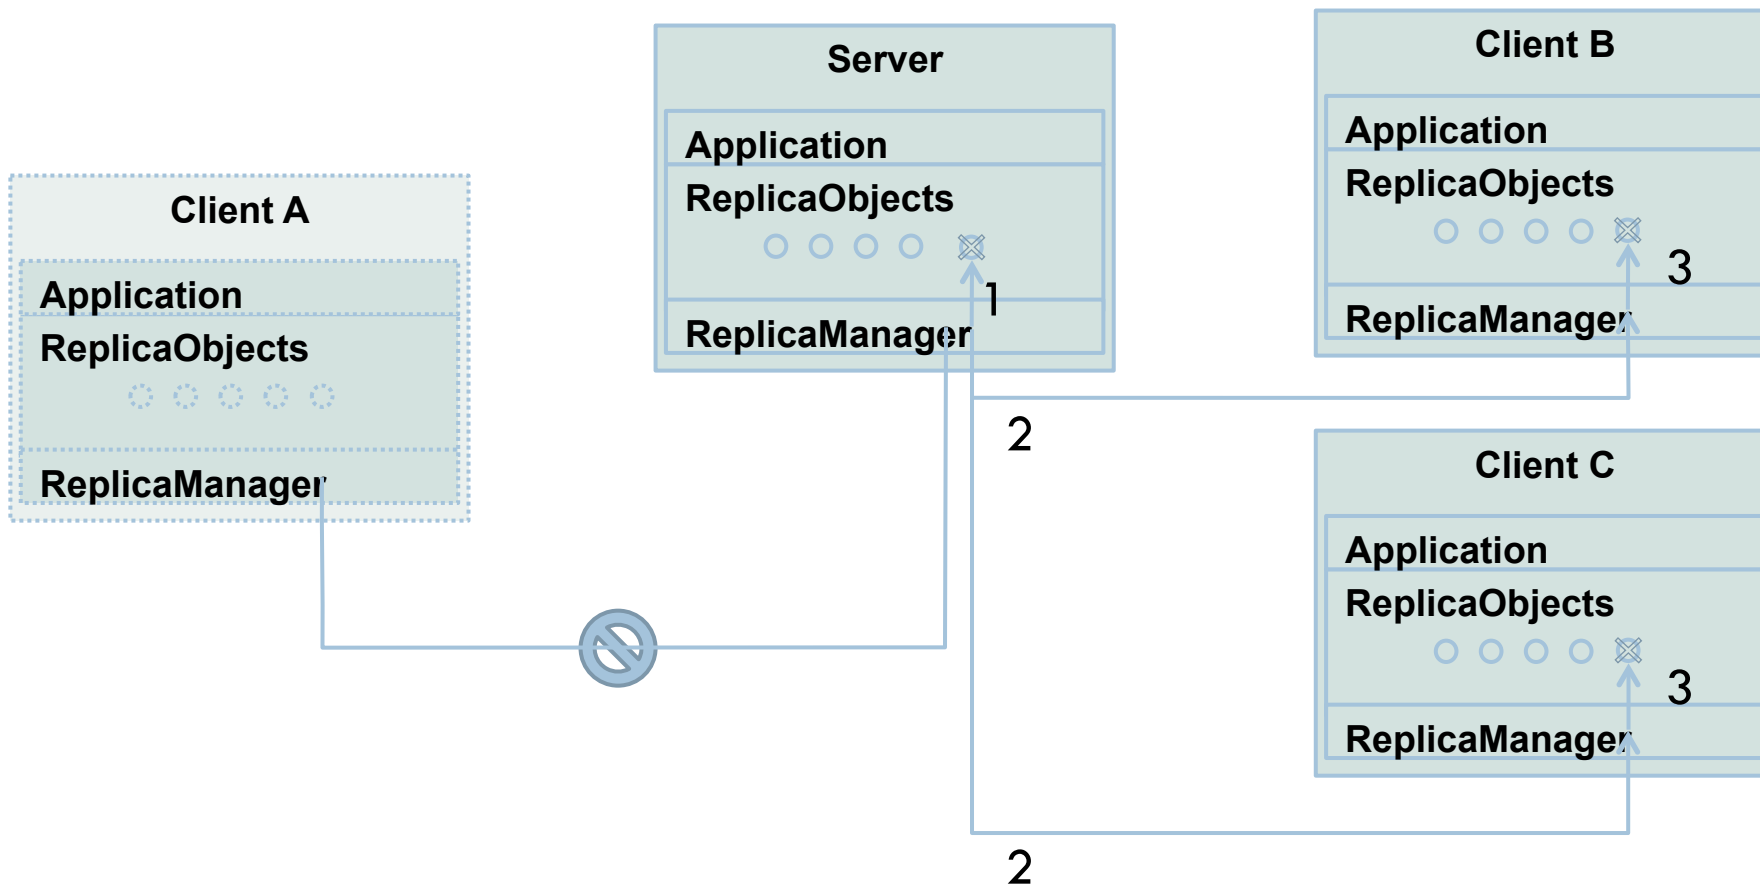 Client A
Application
ReplicaObjects
ReplicaManager
Server
Application
ReplicaObjects
1
ReplicaManager
2
2
Client B
Application
ReplicaObjects
3
ReplicaManager
Client C
Application
ReplicaObjects
3
ReplicaManager